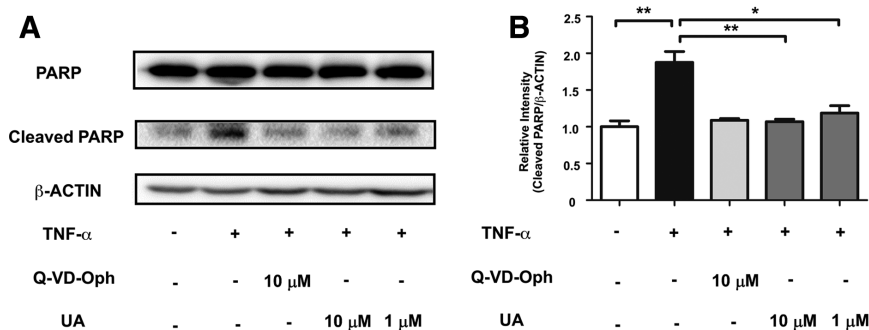 A
PARP
Cleaved PARP
β-ACTIN
TNF-α - + + + +
Q-VD-Oph - - 10 μM - -
UA - - - 10 μM 1 μM
B
Relative Intensity
(Cleaved PARP/β-ACTIN)
2.5
2.0
1.5
1.0
0.5
0
** * **
TNF-α - + + + +
Q-VD-Oph - - 10 μM - -
UA - - - 10 μM 1 μM